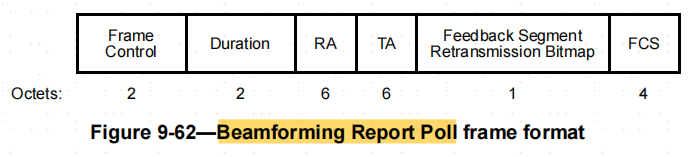 Frame
Control
Duration
RA
TA
Feedback Segment
Retransmission Bitmap
FCS
Octets: 2 2 6 6 1 4
Figure 9-62—Beamforming Report Poll frame format